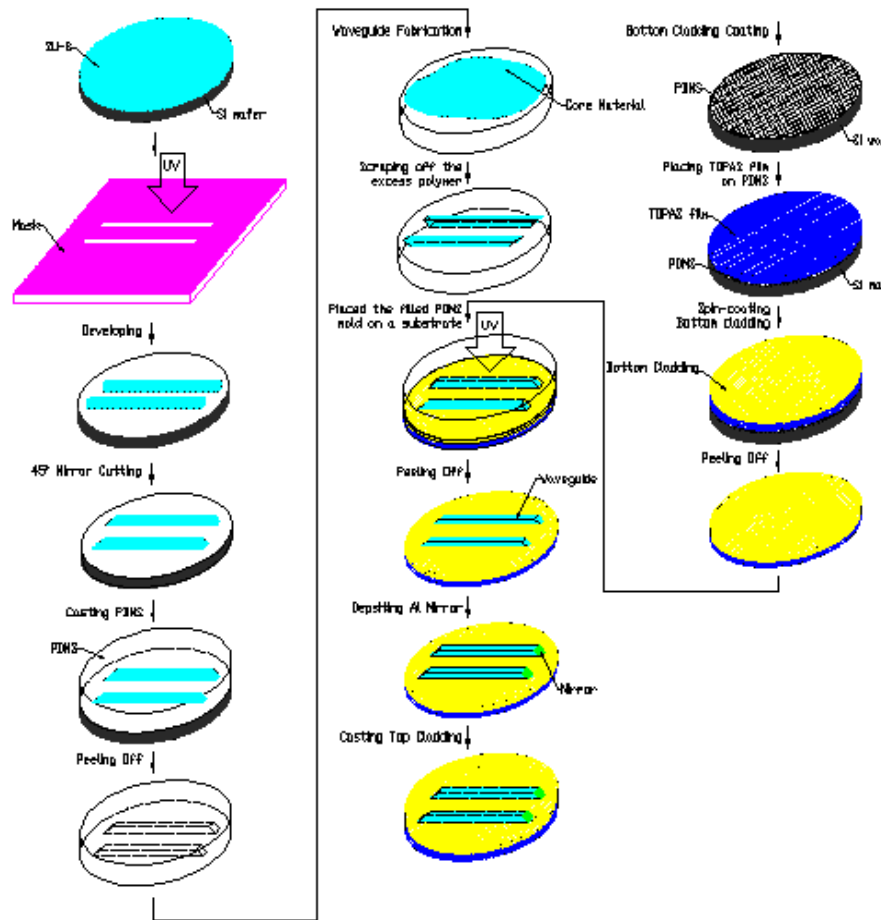 SU-8
Si wafer
UV
Mask
Developing
45° Mirror Cutting
Casting PDMS
PDMS
Peeling Off
Waveguide Fabrication
Core Material
Scraping off the
excess polymer
Placed the filled PDMS
mold on a substrate
UV
Peeling Off
Waveguide
Depsiting Al Mirror
Mirror
Casting Top Cladding
Bottom Cladding Coating
PDMS
Placing TOPAS film
on PDMS
TOPAS film
PDMS
Spin-coating
Bottom cladding
Bottom Cladding
Peeling Off